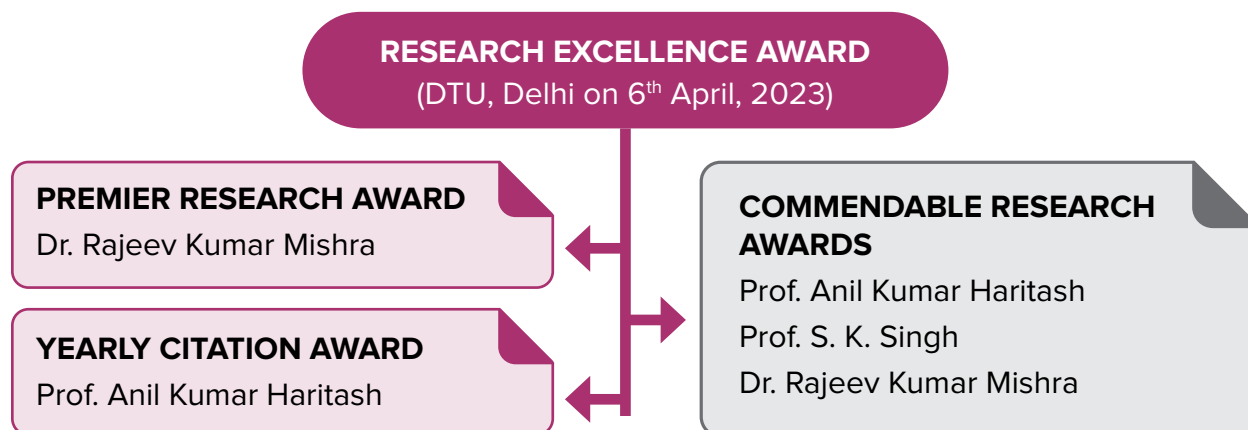 RESEARCH EXCELLENCE AWARD
(DTU, Delhi on 6th April, 2023)
PREMIER RESEARCH AWARD
Dr. Rajeev Kumar Mishra
YEARLY CITATION AWARD
Prof. Anil Kumar Haritash
COMMENDABLE RESEARCH
AWARDS
Prof. Anil Kumar Haritash
Prof. S. K. Singh
Dr. Rajeev Kumar Mishra